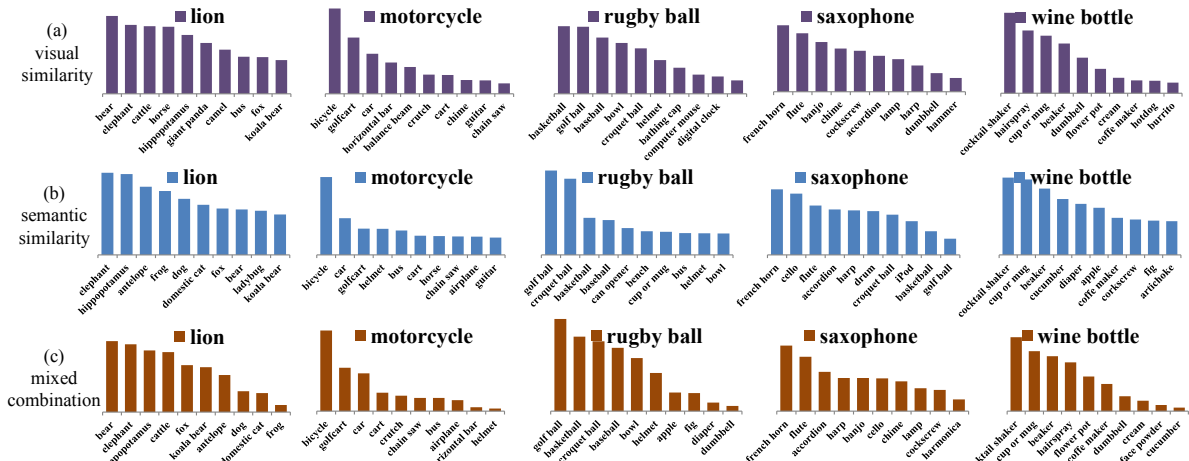 (a)
visual
similarity
lion
bear
elephant
cattle
horse
hippopotamus
giant panda
camel
bus
fox
koala bear
motorcycle
bicycle
golfcart
car
horizontal bar
balance beam
crutch
cart
chime
guitar
chain saw
rugby ball
basketball
golf ball
baseball
bowl
croquet ball
helmet
bathing cap
computer mouse
digital clock
saxophone
french horn
flute
banjo
chime
cockscrew
accordion
lamp
harp
dumbbell
hammer
wine bottle
cocktail shaker
hairspray
cup or mug
beaker
dumbbell
flower pot
cream
coffe maker
hotdog
burrito
(b)
semantic
similarity
lion
elephant
hippopotamus
antelope
frog
dog
domestic cat
fox
bear
ladybug
koala bear
motorcycle
bicycle
car
golfcart
helmet
bus
cart
horse
chain saw
airplane
guitar
rugby ball
golf ball
croquet ball
basketball
baseball
can opener
bench
cup or mug
bus
helmet
bowl
saxophone
french horn
cello
flute
accordion
harp
drum
croquet ball
iPod
basketball
golf ball
wine bottle
cocktail shaker
cup or mug
beaker
cucumber
diaper
apple
coffe maker
corkscrew
fig
artichoke
(c)
mixed
combination
lion
bear
elephant
ppopotamus
cattle
fox
koala bear
antelope
dog
domestic cat
frog
motorcycle
bicycle
golfcart
car
cart
crutch
chain saw
bus
airplane
rizontal bar
helmet
rugby ball
golf ball
basketball
croquet ball
baseball
bowl
helmet
apple
fig
diaper
dumbbell
saxophone
french horn
flute
accordion
harp
banjo
cello
chime
lamp
cockscrew
harmonica
wine bottle
cktail shaker
cup or mug
beaker
hairspray
flower pot
coffe maker
dumbbell
cream
face powder
cucumber